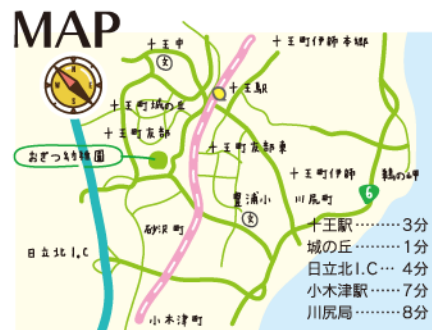 MAP
十王中
文
十王町伊師本郷
N
W
E
S
十王駅
十王町城の丘
十王町友部
おぎつ幼稚園
十王町友部東
十王町伊師
鵜の岬
豊浦小
文
川尻町
6
砂沢町
日立北I.C
小木津町
十王駅………3分
城の丘………1分
日立北I.C… 4分
小木津駅……7分
川尻局………8分